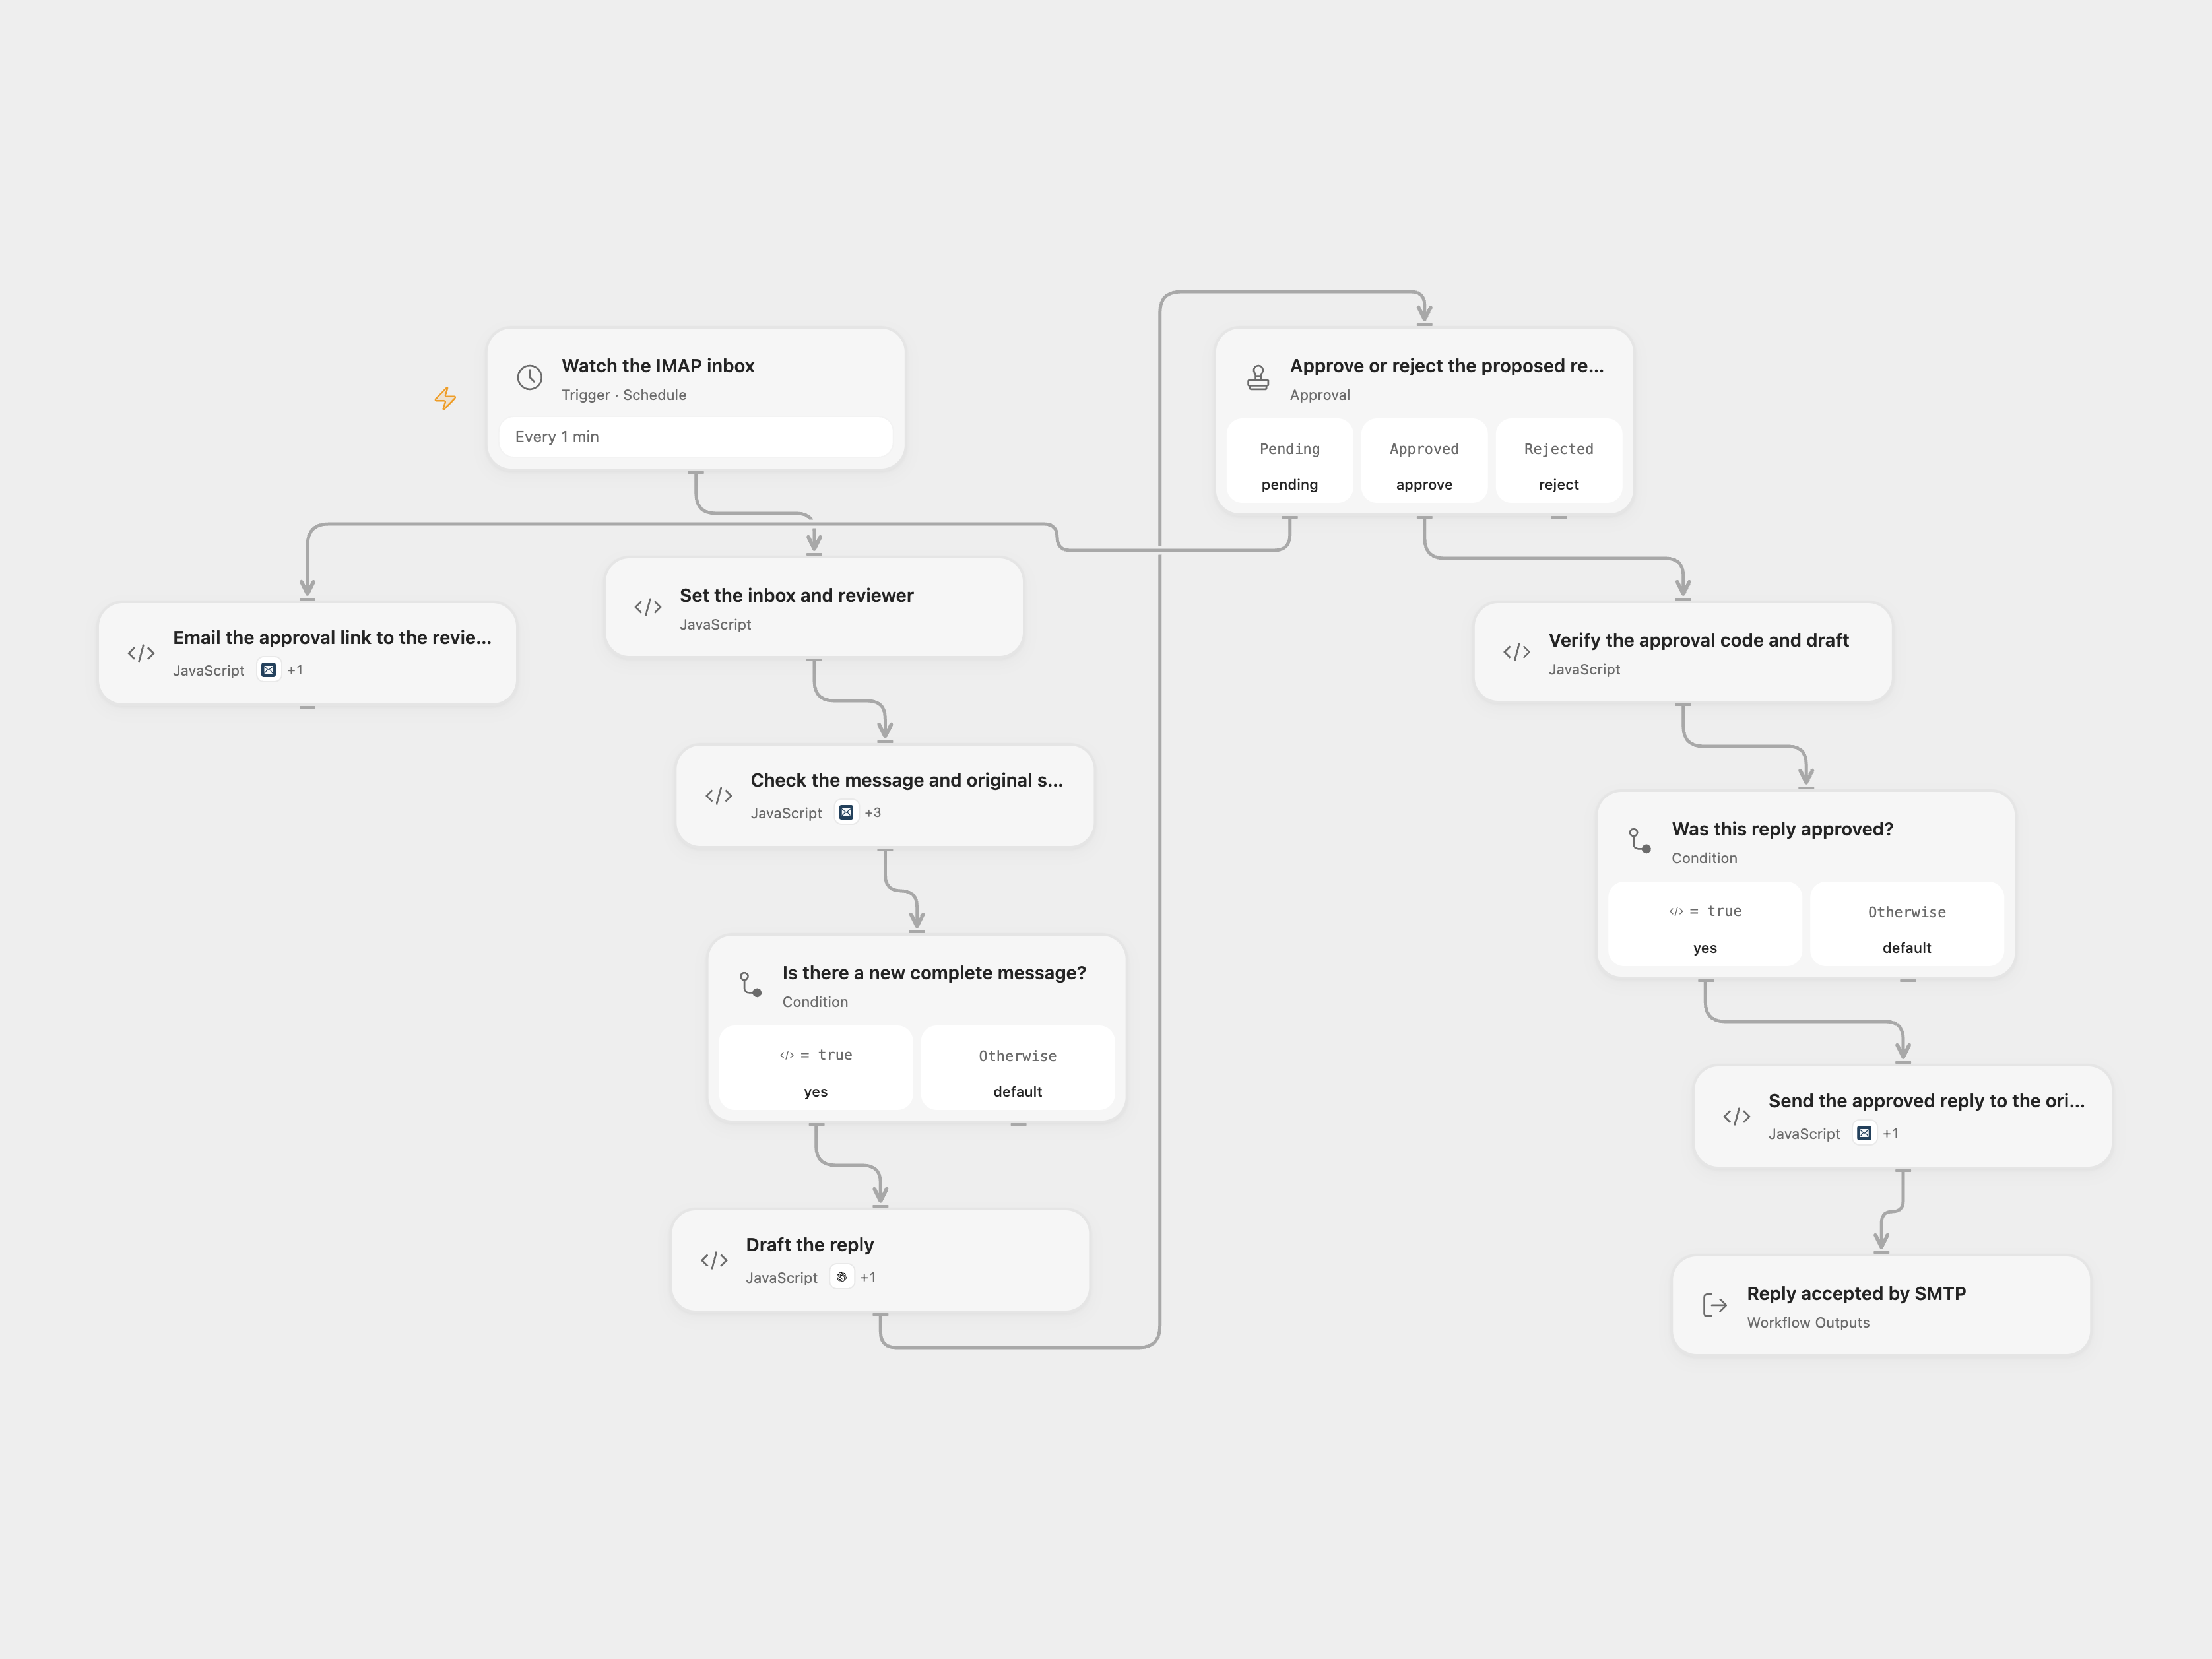 Watch the IMAP inbox
Trigger · Schedule
Every 1 min
Approve or reject the proposed re...
Approval
Pending
pending
Approved
approve
Rejected
reject
Email the approval link to the revie...
JavaScript +1
Set the inbox and reviewer
JavaScript
Verify the approval code and draft
JavaScript
Check the message and original s...
JavaScript +3
Was this reply approved?
Condition
</> = true
yes
Otherwise
default
Is there a new complete message?
Condition
</> = true
yes
Otherwise
default
Send the approved reply to the ori...
JavaScript +1
Draft the reply
JavaScript +1
Reply accepted by SMTP
Workflow Outputs